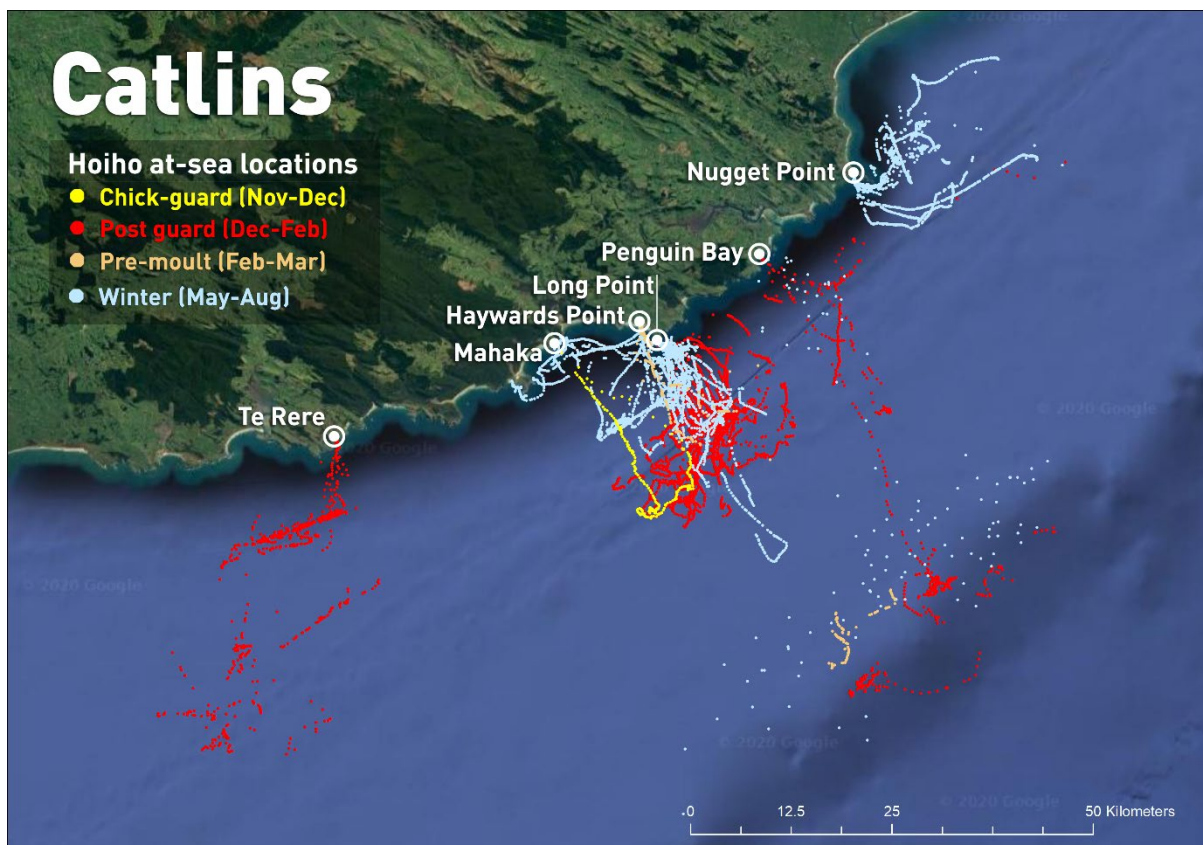 © 2020 Google
Catlins
Hoiho at-sea locations
Chick-guard (Nov-Dec)
Post guard (Dec-Feb)
Pre-moult (Feb-Mar)
Winter (May-Aug)
Nugget Point
Penguin Bay
Long Point
Haywards Point
Mahaka
Te Rere
© 2020 Google
© 2020 Google
© 2020 Google
© 2020 Google
© 2020 Google
0 12.5 25 50 Kilometers